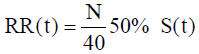 RR(t) = N/40 50% S(t)